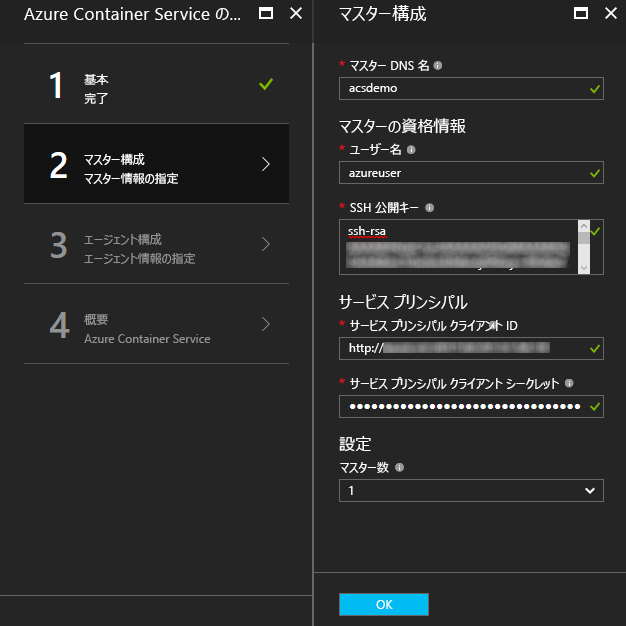 Azure Container Service の...
1
基本
完了
2
マスター構成
マスター情報の指定
3
エージェント構成
エージェント情報の指定
4
概要
Azure Container Service
マスター構成
* マスター DNS 名
acsdemo
マスターの資格情報
* ユーザー名
azureuser
* SSH 公開キー
ssh-rsa
サービス プリンシパル
* サービス プリンシパル クライアント ID
http://
* サービス プリンシパル クライアント シークレット
設定
マスター数
1
OK